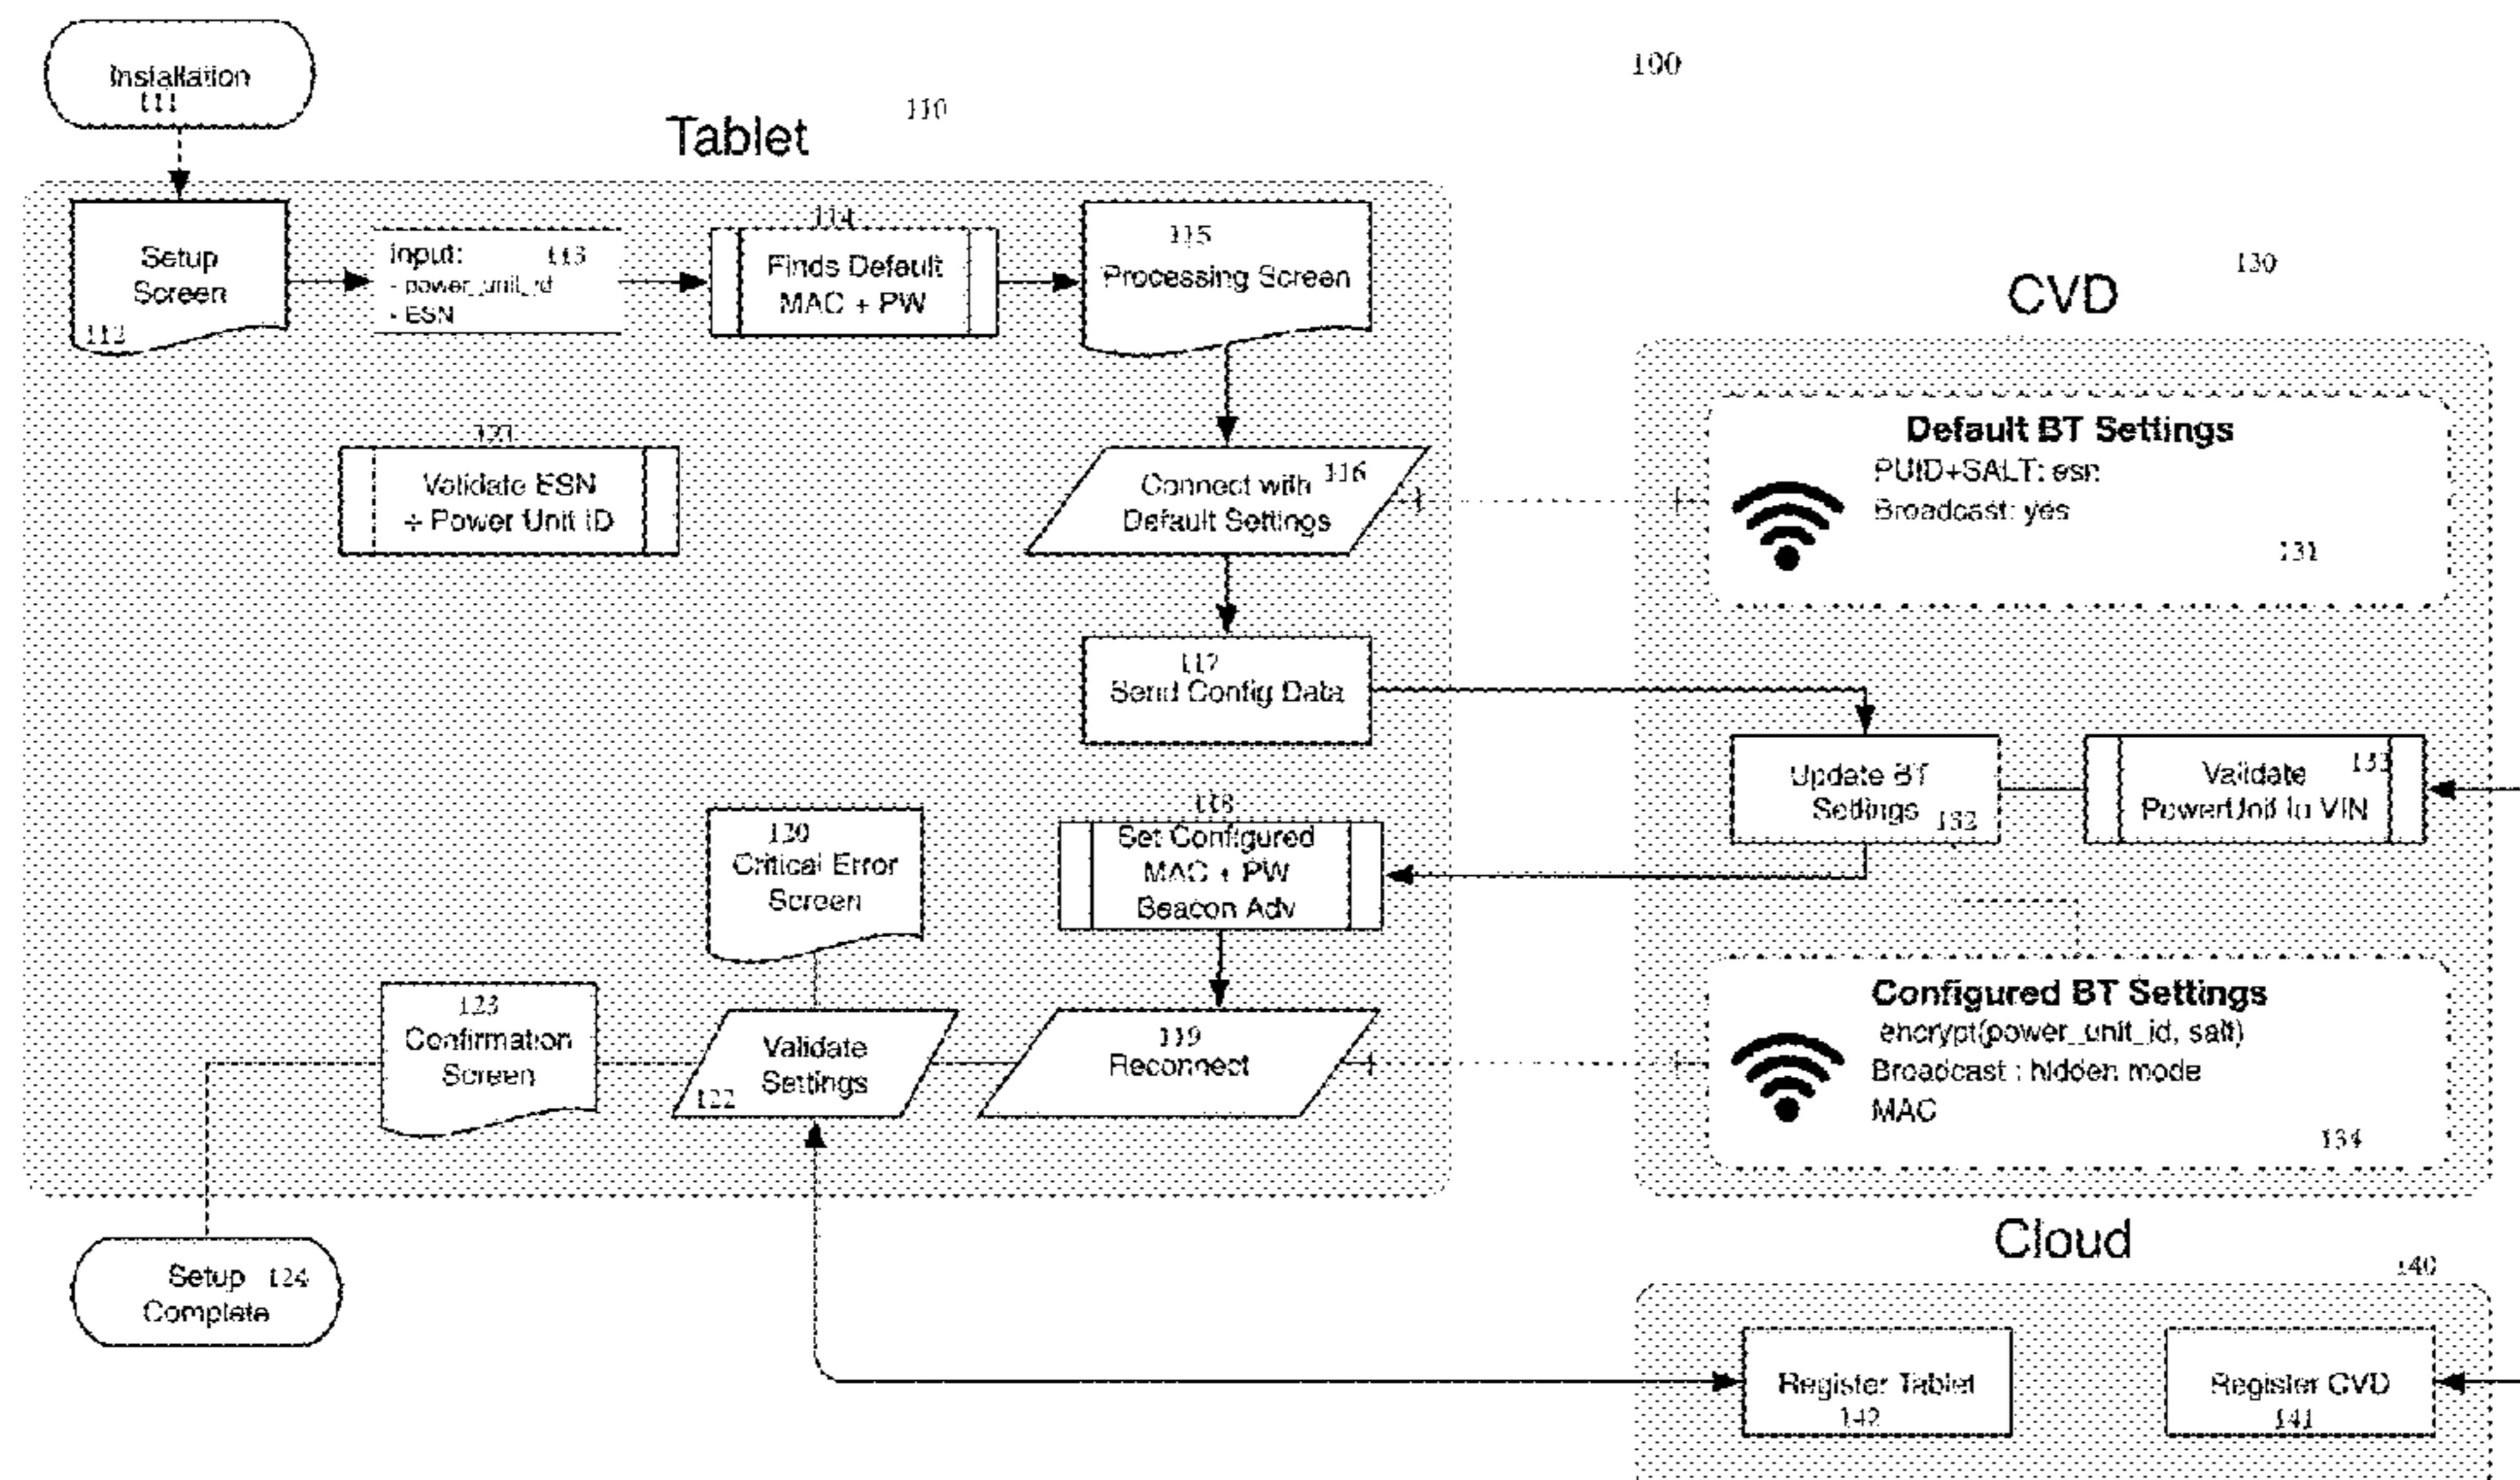 100
Installation
111
Tablet
110
Setup
Screen
112
Input:
113
- power_unit_id
- ESN
114
Finds Default
MAC + PW
115
Processing Screen
121
Validate ESN
+ Power Unit ID
Connect with
116
Default Settings
117
Send Config Data
118
Set Configured
MAC + PW
Beacon Adv
120
Critical Error
Screen
119
Reconnect
Validate
Settings
122
123
Confirmation
Screen
Setup
124
Complete
CVD
130
Default BT Settings
PUID+SALT: esn
Broadcast: yes
131
Update BT
Settings
132
Validate
133
PowerUnit to VIN
Configured BT Settings
encrypt(power_unit_id, salt)
Broadcast : hidden mode
MAC
134
Cloud
140
Register Tablet
142
Register CVD
141